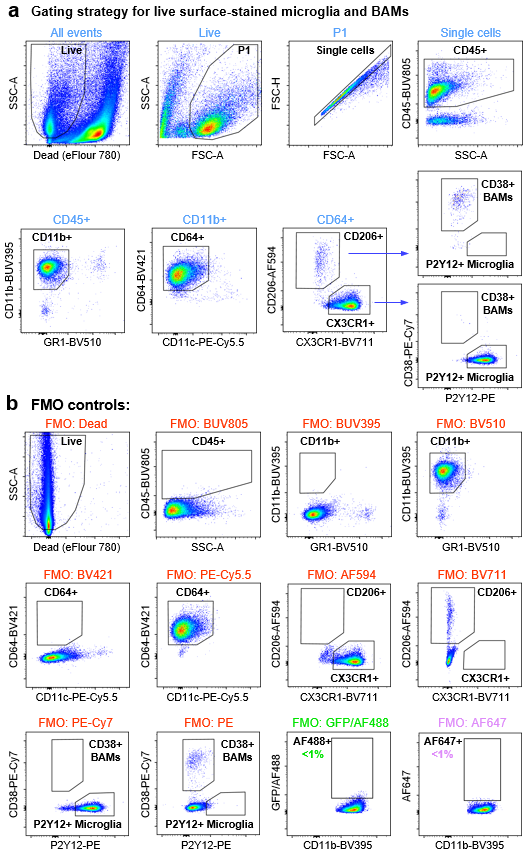 a Gating strategy for live surface-stained microglia and BAMs
All events
Live
SSC-A
Dead (eFlour 780)
Live
P1
SSC-A
FSC-A
P1
Single cells
FSC-H
FSC-A
Single cells
CD45+
CD45-BUV805
SSC-A
CD45+
CD11b+
CD11b-BUV395
GR1-BV510
CD11b+
CD64+
CD64-BV421
CD11c-PE-Cy5.5
CD64+
CD206+
CD206-AF594
CX3CR1+
CX3CR1-BV711
CD38+
BAMs
P2Y12+ Microglia
CD38+
BAMs
CD38-PE-Cy7
P2Y12+ Microglia
P2Y12-PE
b FMO controls:
FMO: Dead
Live
SSC-A
Dead (eFlour 780)
FMO: BUV805
CD45+
CD45-BUV805
SSC-A
FMO: BUV395
CD11b+
CD11b-BUV395
GR1-BV510
FMO: BV510
CD11b+
CD11b-BUV395
GR1-BV510
FMO: BV421
CD64+
CD64-BV421
CD11c-PE-Cy5.5
FMO: PE-Cy5.5
CD64+
CD64-BV421
CD11c-PE-Cy5.5
FMO: AF594
CD206+
CD206-AF594
CX3CR1+
CX3CR1-BV711
FMO: BV711
CD206+
CD206-AF594
CX3CR1+
CX3CR1-BV711
FMO: PE-Cy7
CD38+
BAMs
CD38-PE-Cy7
P2Y12+ Microglia
P2Y12-PE
FMO: PE
CD38+
BAMs
CD38-PE-Cy7
P2Y12+ Microglia
P2Y12-PE
FMO: GFP/AF488
AF488+
<1%
GFP/AF488
CD11b-BV395
FMO: AF647
AF647+
<1%
AF647
CD11b-BV395